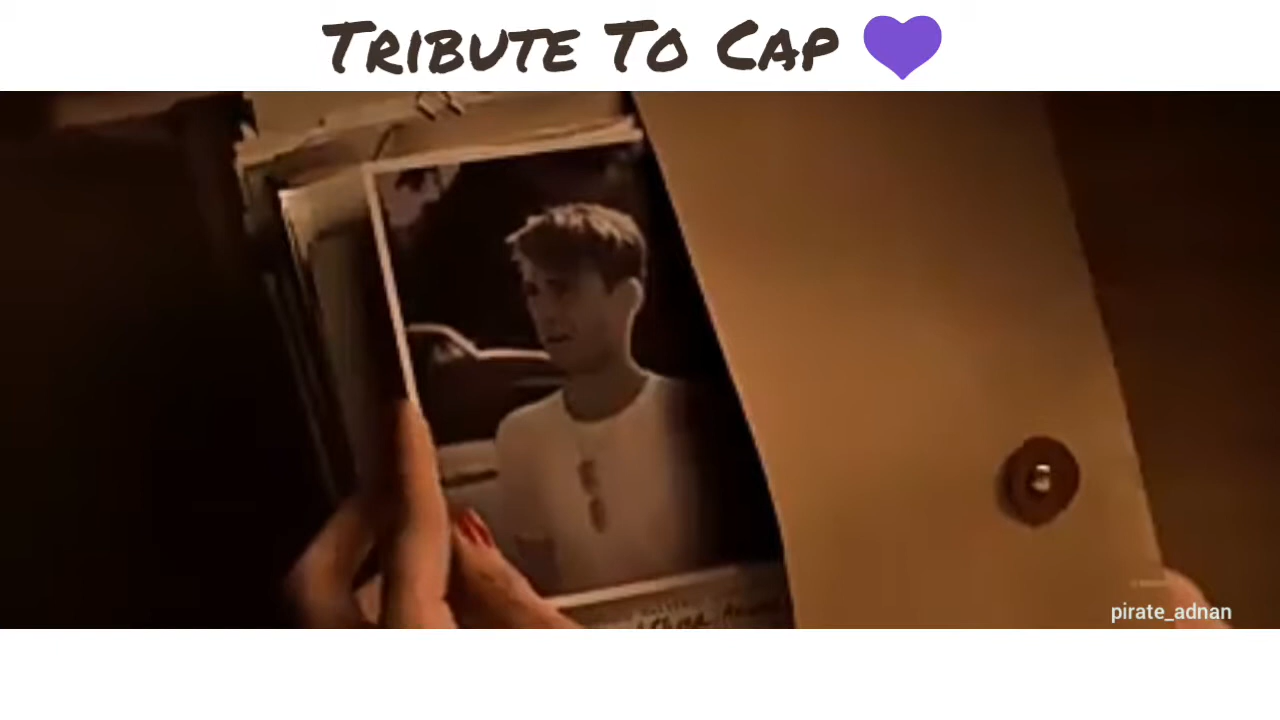 Tribute To Cap 💜
pirate_adnan